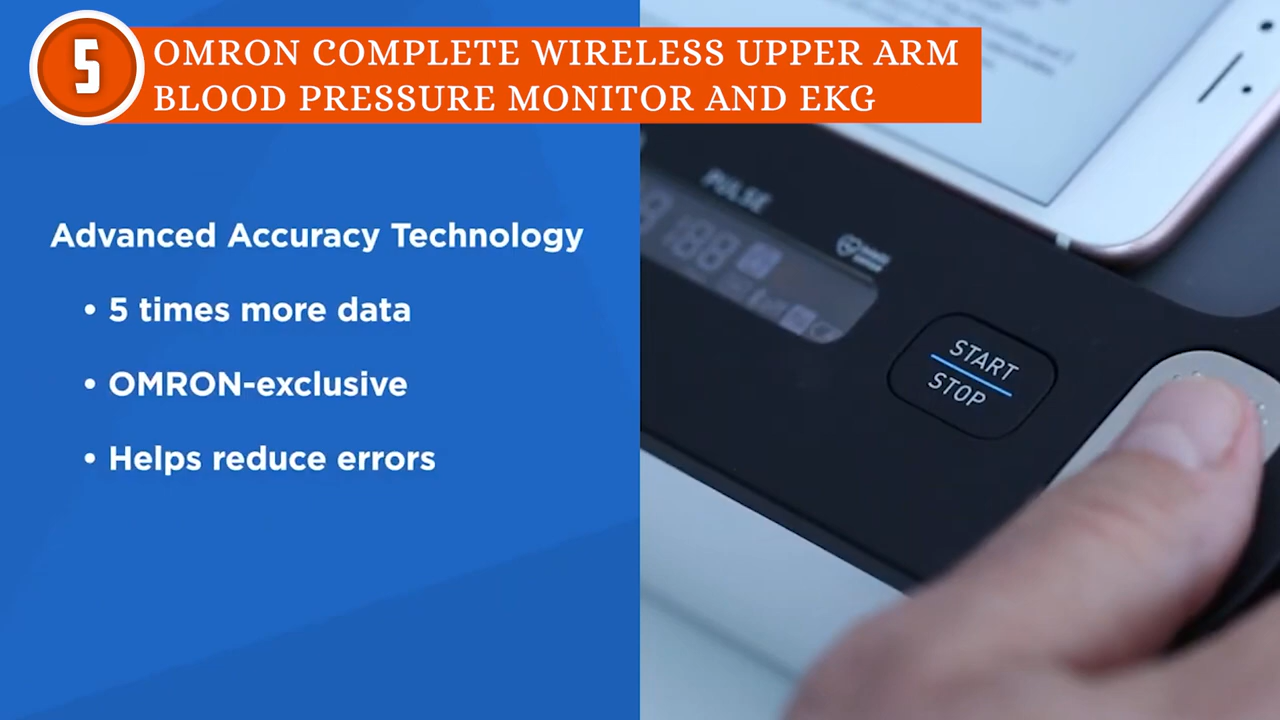 5
OMRON COMPLETE WIRELESS UPPER ARM
BLOOD PRESSURE MONITOR AND EKG
Advanced Accuracy Technology
• 5 times more data
• OMRON-exclusive
• Helps reduce errors
PULSE
188
START
STOP